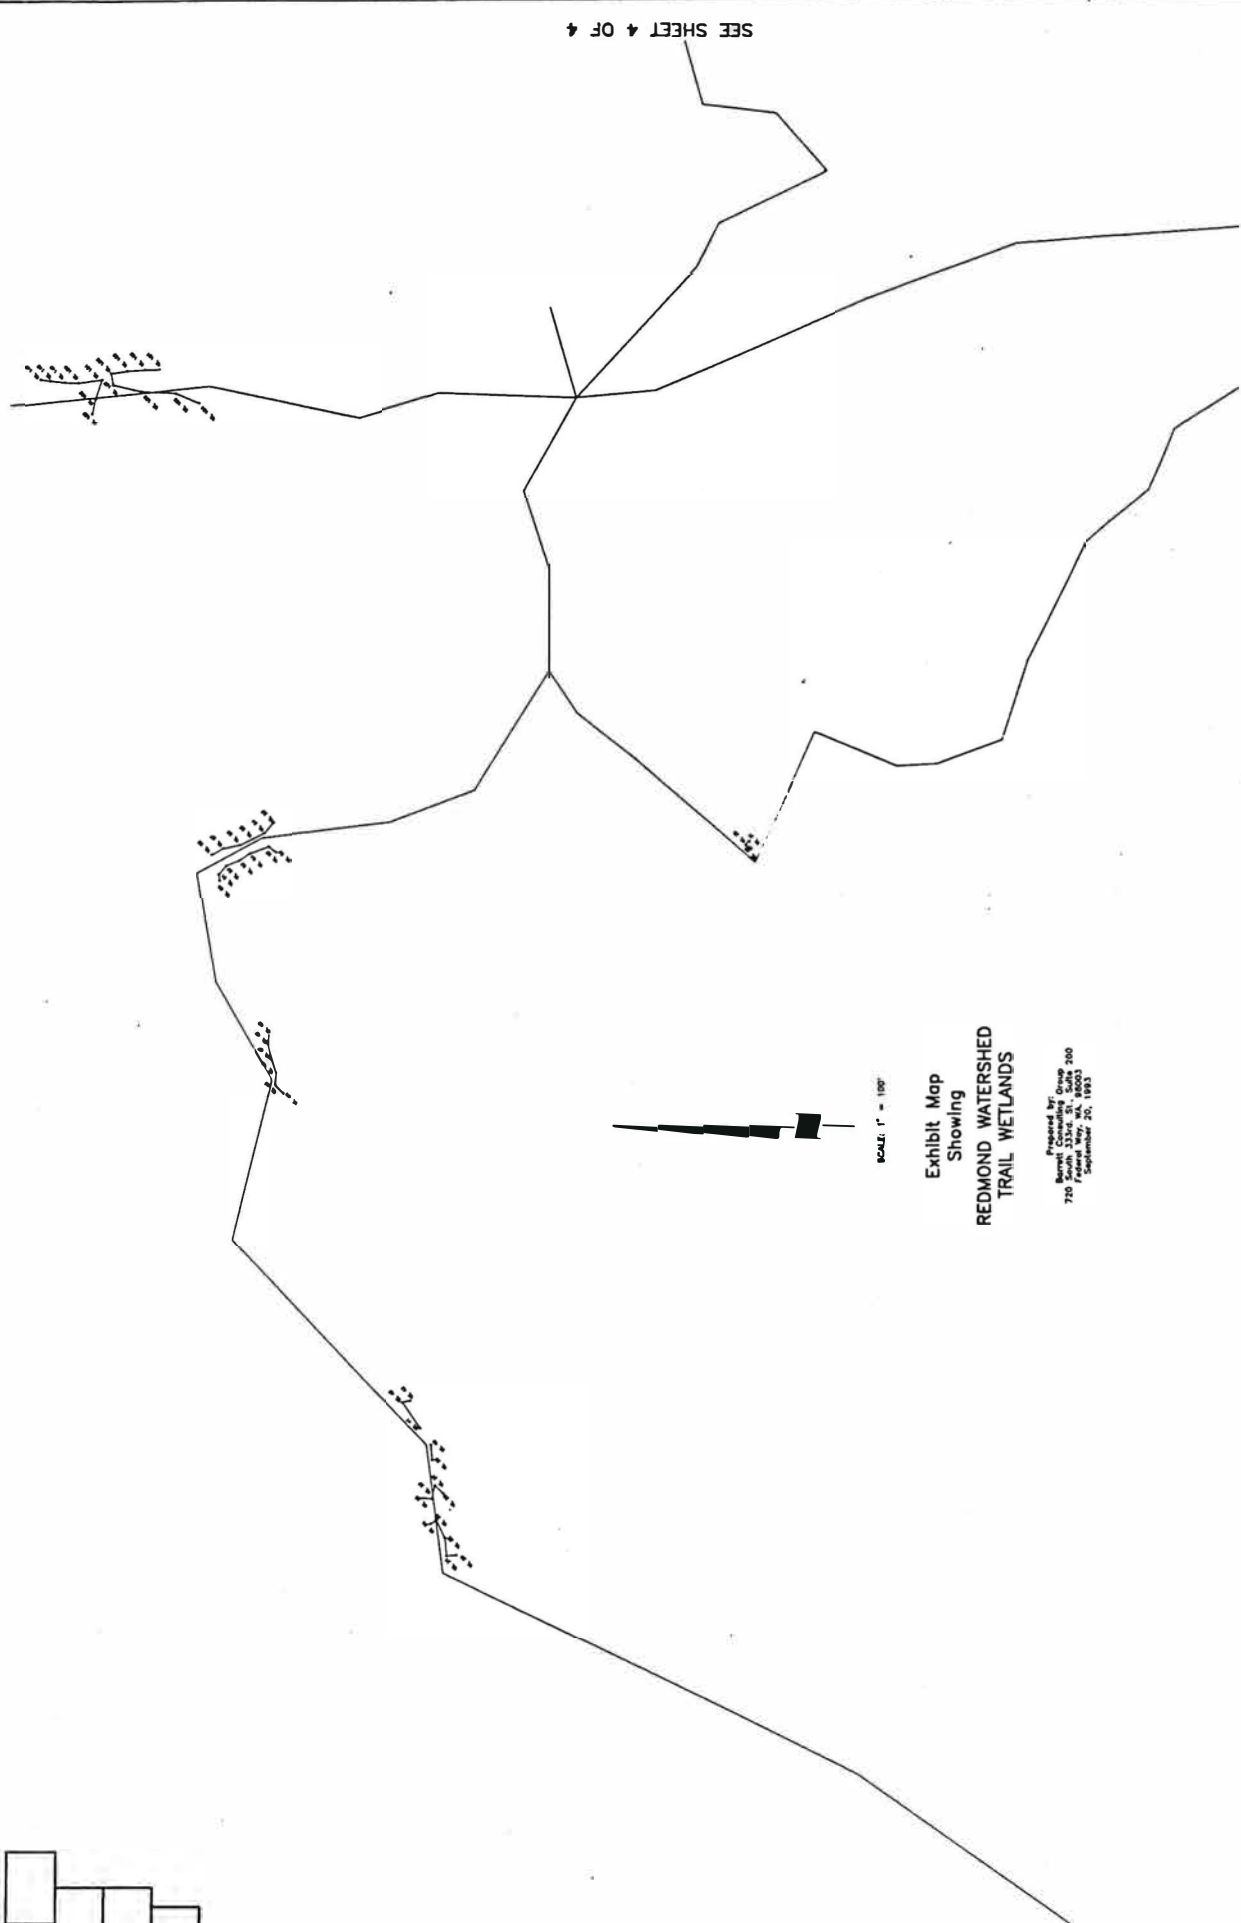 SEE SHEET 4 OF 4
SCALE: 1" = 100'
Exhibit Map
Showing
REDMOND WATERSHED
TRAIL WETLANDS
Prepared by:
Barrett Consulting Group
720 South 333rd. St., Suite 200
Federal Way, WA. 98003
September 20, 1993